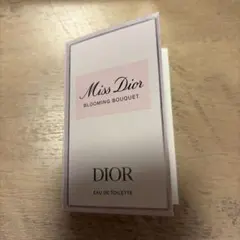 Miss Dior
BLOOMING BOUQUET
DIOR
EAU DE TOILETTE